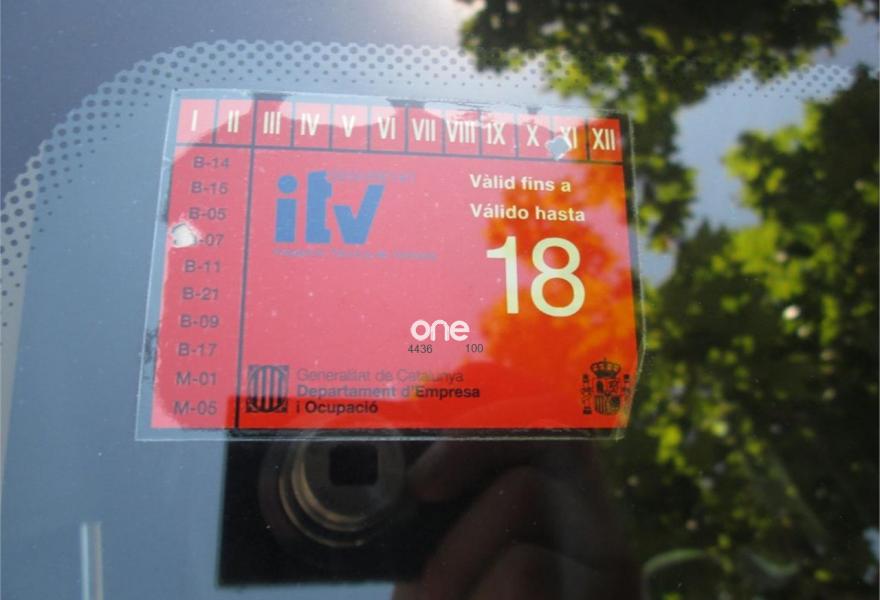 I II III IV V VI VII VIII IX X XI XII
B-14
B-15
B-05
-07
B-11
B-21
B-09
B-17
M-01
M-05
itv
Vàlid fins a
Válido hasta
18
one
4436 100
Generalitat de Catalunya
Departament d'Empresa
i Ocupació